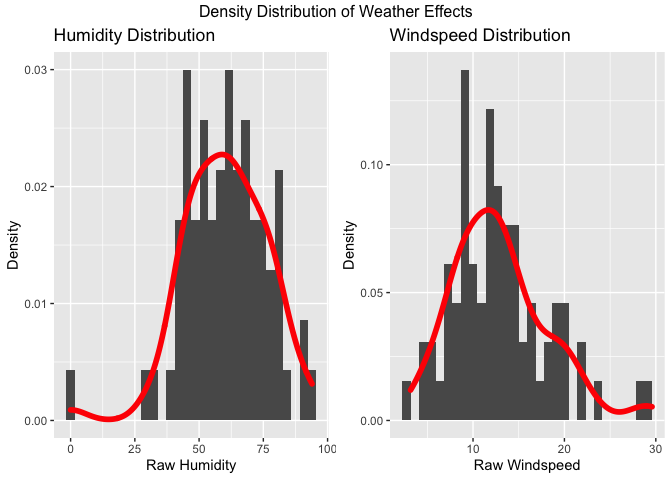 Density Distribution of Weather Effects
Humidity Distribution
Windspeed Distribution
Density
0.03
0.02
0.01
0.00
0
25
50
75
100
Raw Humidity
Density
0.10
0.05
0.00
10
20
30
Raw Windspeed